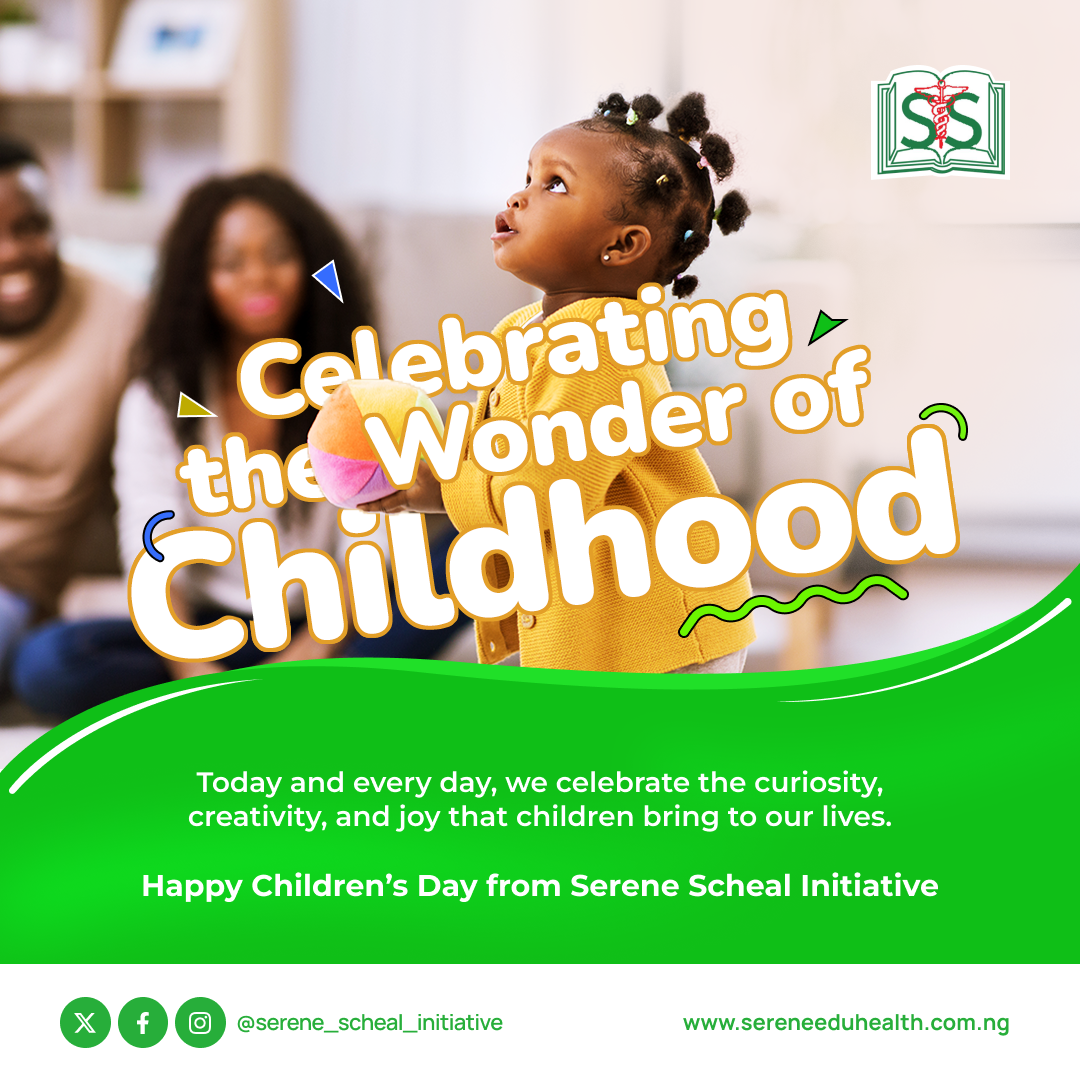 SS
Celebrating
the Wonder of
Childhood
Today and every day, we celebrate the curiosity,
creativity, and joy that children bring to our lives.
Happy Children’s Day from Serene Scheal Initiative
@serene_scheal_initiative
www.sereneeduhealth.com.ng